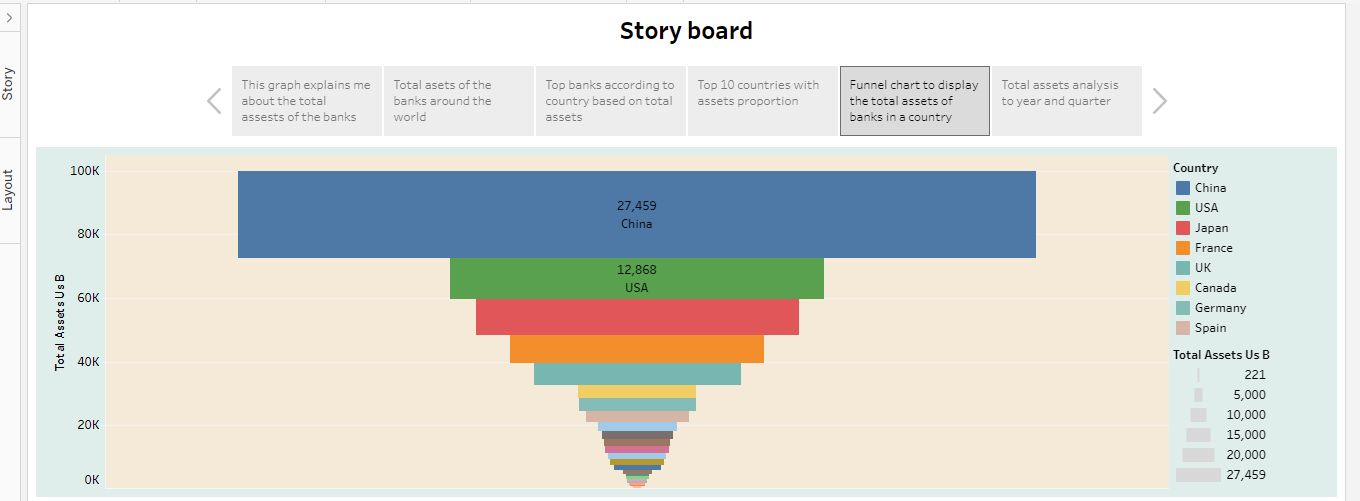 Story board
Story
Layout
This graph explains me
about the total
assests of the banks
Total asets of the
banks around the
world
Top banks according to
country based on total
assets
Top 10 countries with
assets proportion
Funnel chart to display
the total assets of
banks in a country
Total assets analysis
to year and quarter
Total Assets Us B
100K
80K
60K
40K
20K
0K
27,459
China
12,868
USA
Country
China
USA
Japan
France
UK
Canada
Germany
Spain
Total Assets Us B
221
5,000
10,000
15,000
20,000
27,459